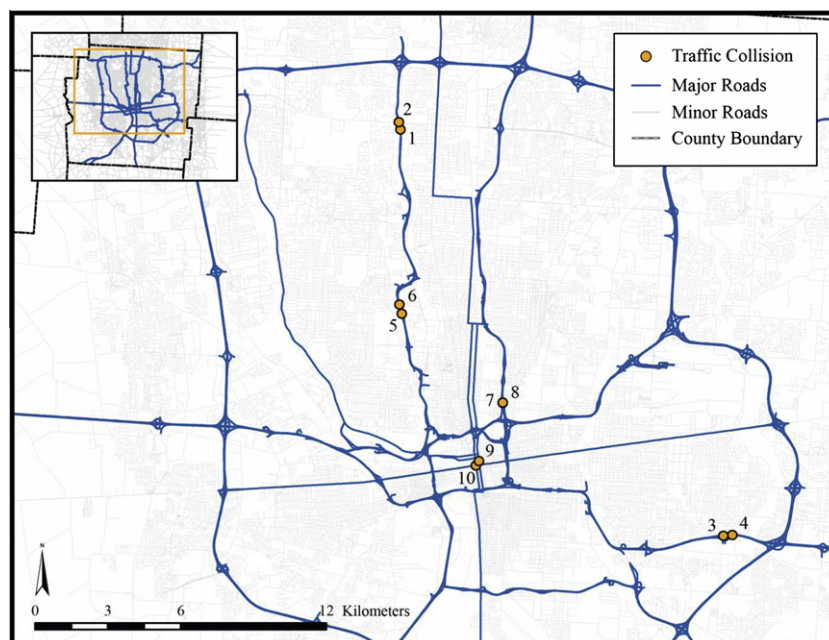 Traffic Collision
Major Roads
Minor Roads
County Boundary
2
1
6
5
7 8
9
10
3 4
N
0 3 6 12 Kilometers